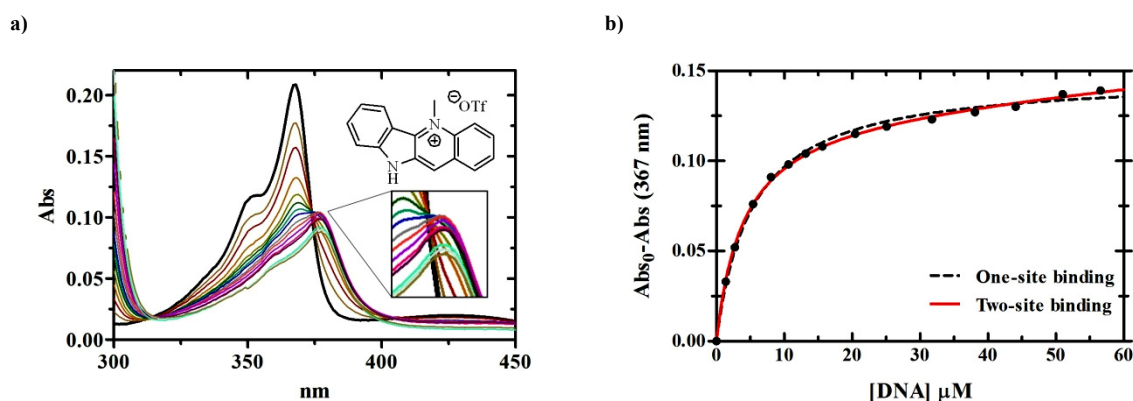 a)
b)
Abs
0.20
0.15
0.10
0.05
0.00
300
350
400
450
nm
⊖OTf
N
⊕
N
H
Abs₀-Abs (367 nm)
0.15
0.10
0.05
0.00
0
10
20
30
40
50
60
[DNA] μM
One-site binding
Two-site binding